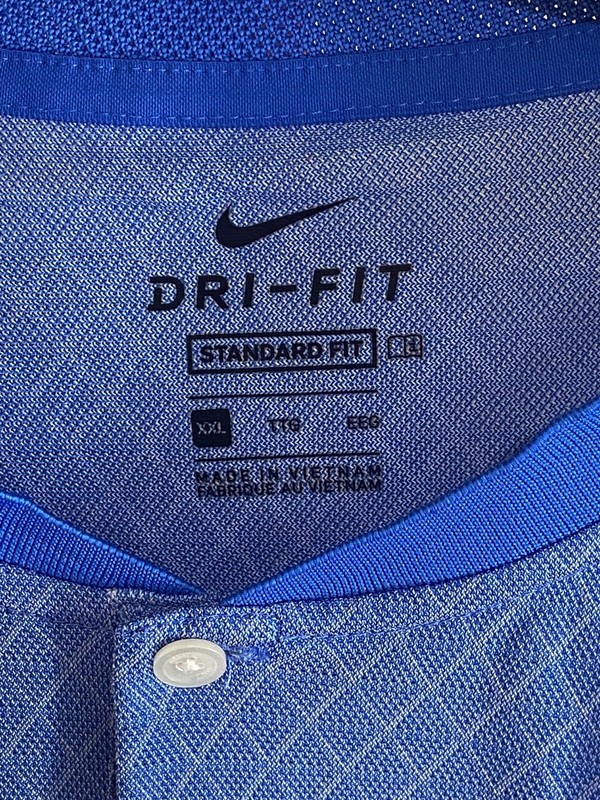 DRI-FIT
STANDARD FIT
XXL TTG EEG
MADE IN VIETNAM
FABRIQUE AU VIETNAM